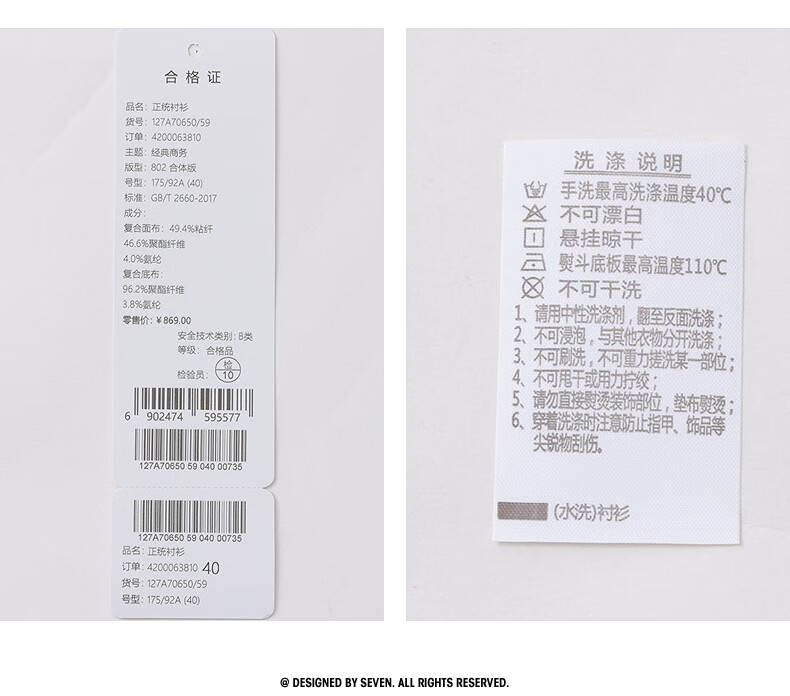 合格证
品名：正统衬衫
货号：127A70650/59
订单：4200063810
主题：经典商务
版型：802 合体版
号型：175/92A (40)
标准：GB/T 2660-2017
成分：
复合面布：49.4%粘纤
46.6%聚酯纤维
4.0%氨纶
复合底布：
96.2%聚酯纤维
3.8%氨纶
零售价：¥869.00
安全技术类别：B类
等级：合格品
检验员：检10
6 902474 595577
127A70650 59 040 00735
127A70650 59 040 00735
品名：正统衬衫
订单：4200063810 40
货号：127A70650/59
号型：175/92A (40)
洗涤说明
手洗最高洗涤温度40℃
不可漂白
悬挂晾干
熨斗底板最高温度110℃
不可干洗
1、请用中性洗涤剂，翻至反面洗涤；
2、不可浸泡，与其他衣物分开洗涤；
3、不可刷洗，不可重力搓洗某一部位；
4、不可甩干或用力拧绞；
5、请勿直接熨烫装饰部位，垫布熨烫；
6、穿着洗涤时注意防止指甲、饰品等
尖锐物刮伤。
(水洗)衬衫
@ DESIGNED BY SEVEN. ALL RIGHTS RESERVED.